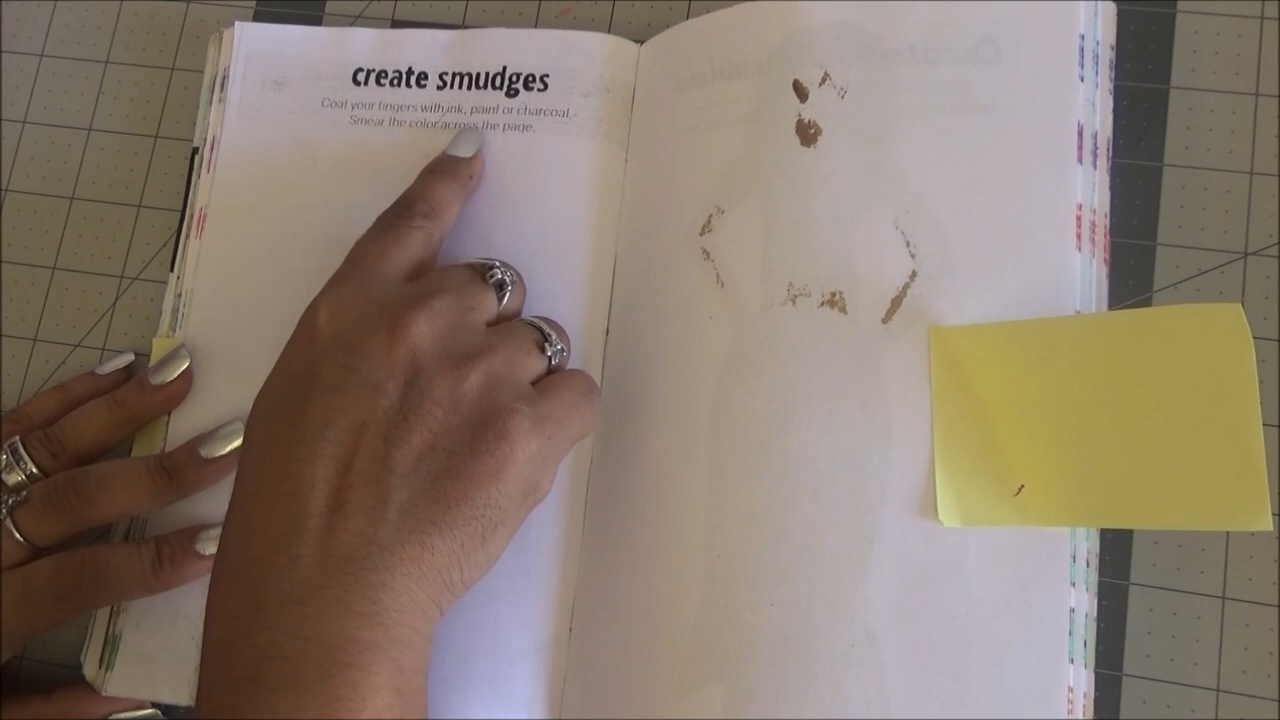 create smudges
Coat your fingers with ink, paint or charcoal.
Smear the color across the page.